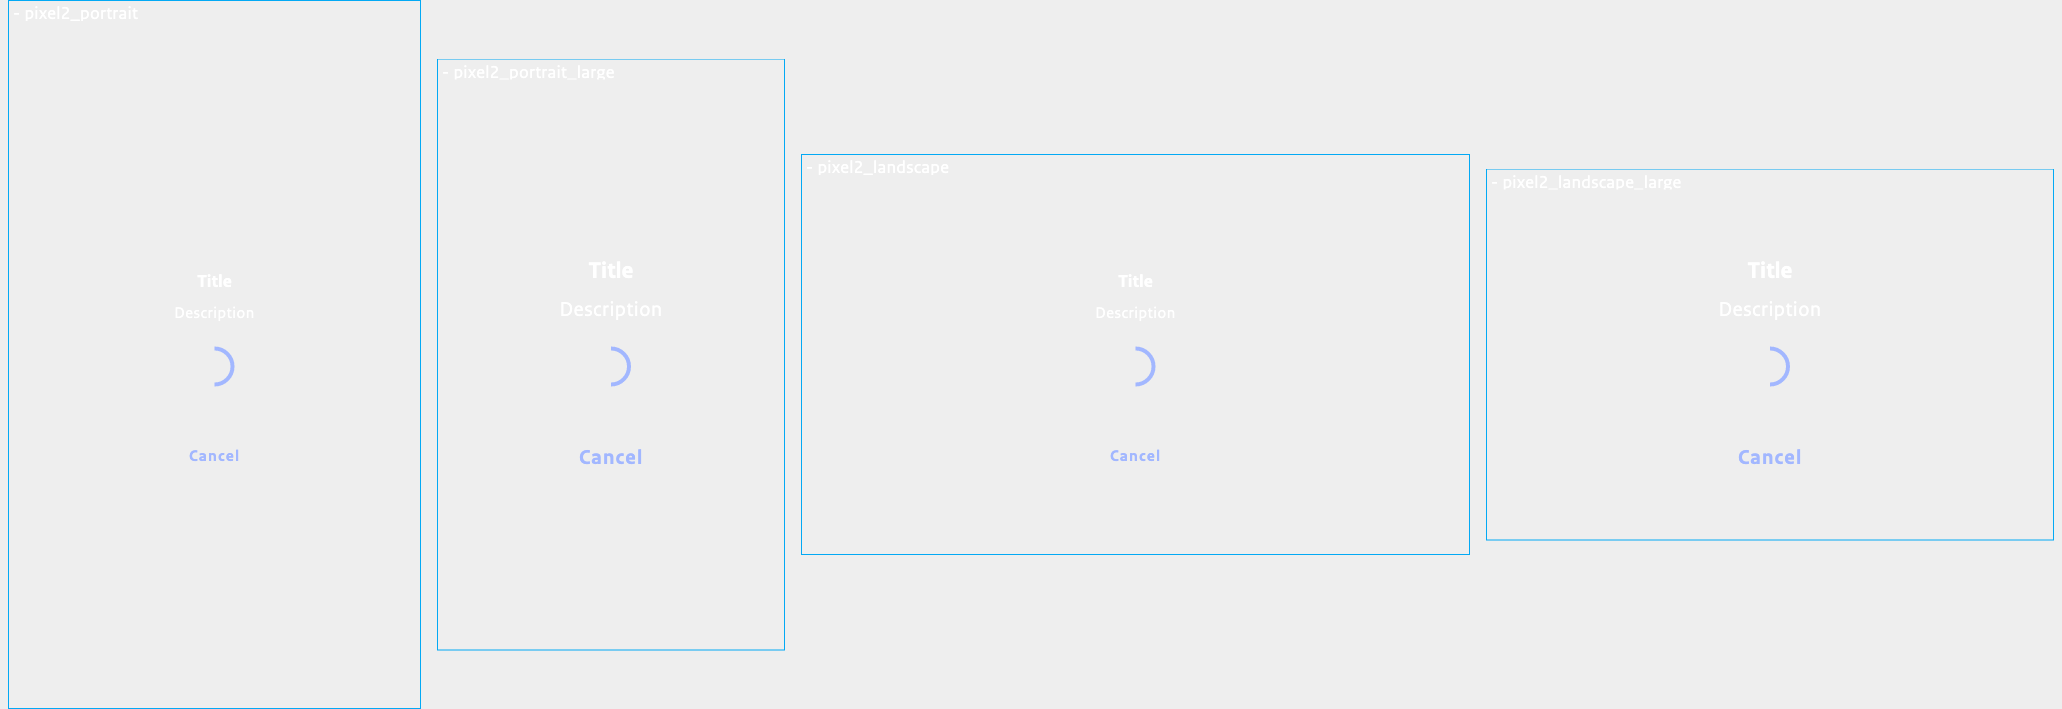 - pixel2_portrait
Title
Description
Cancel
- pixel2_portrait_large
Title
Description
Cancel
- pixel2_landscape
Title
Description
Cancel
- pixel2_landscape_large
Title
Description
Cancel